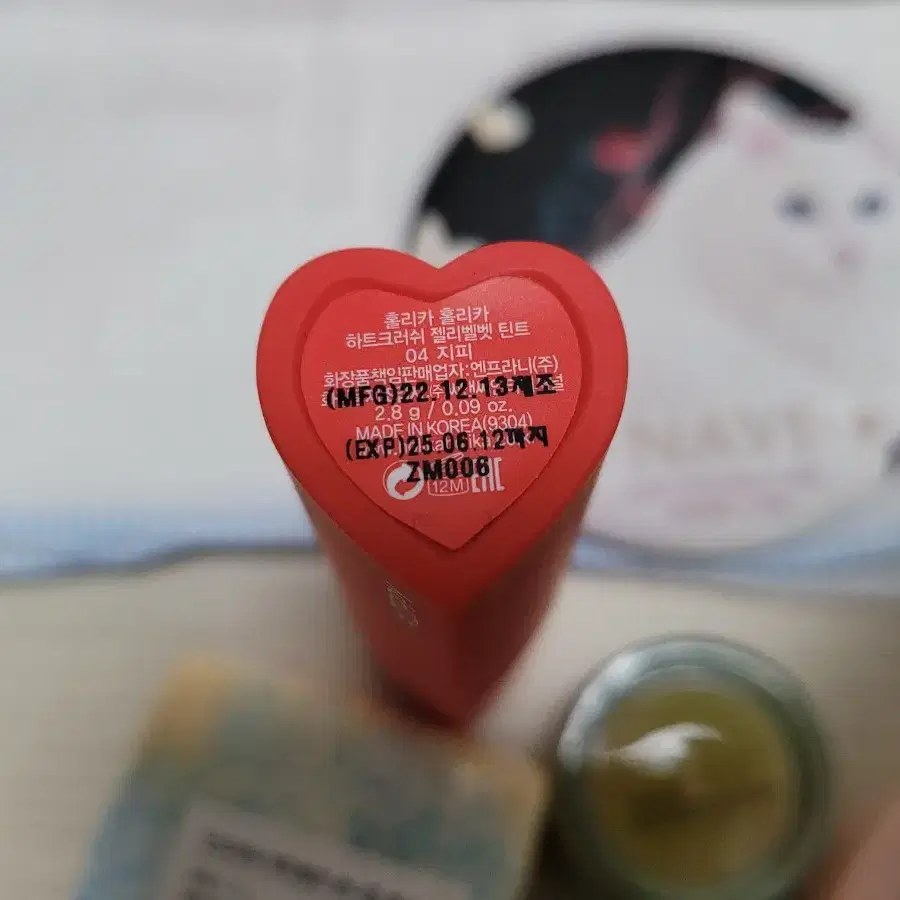 홀리카 홀리카
하트크러쉬 젤리벨벳 틴트
04 지피
화장품책임판매업자:엔프라니(주)
(MFG)22.12.13제조
2.8 g / 0.09 oz.
MADE IN KOREA(9304)
(EXP)25.06.12까지
ZM006
12M EAC